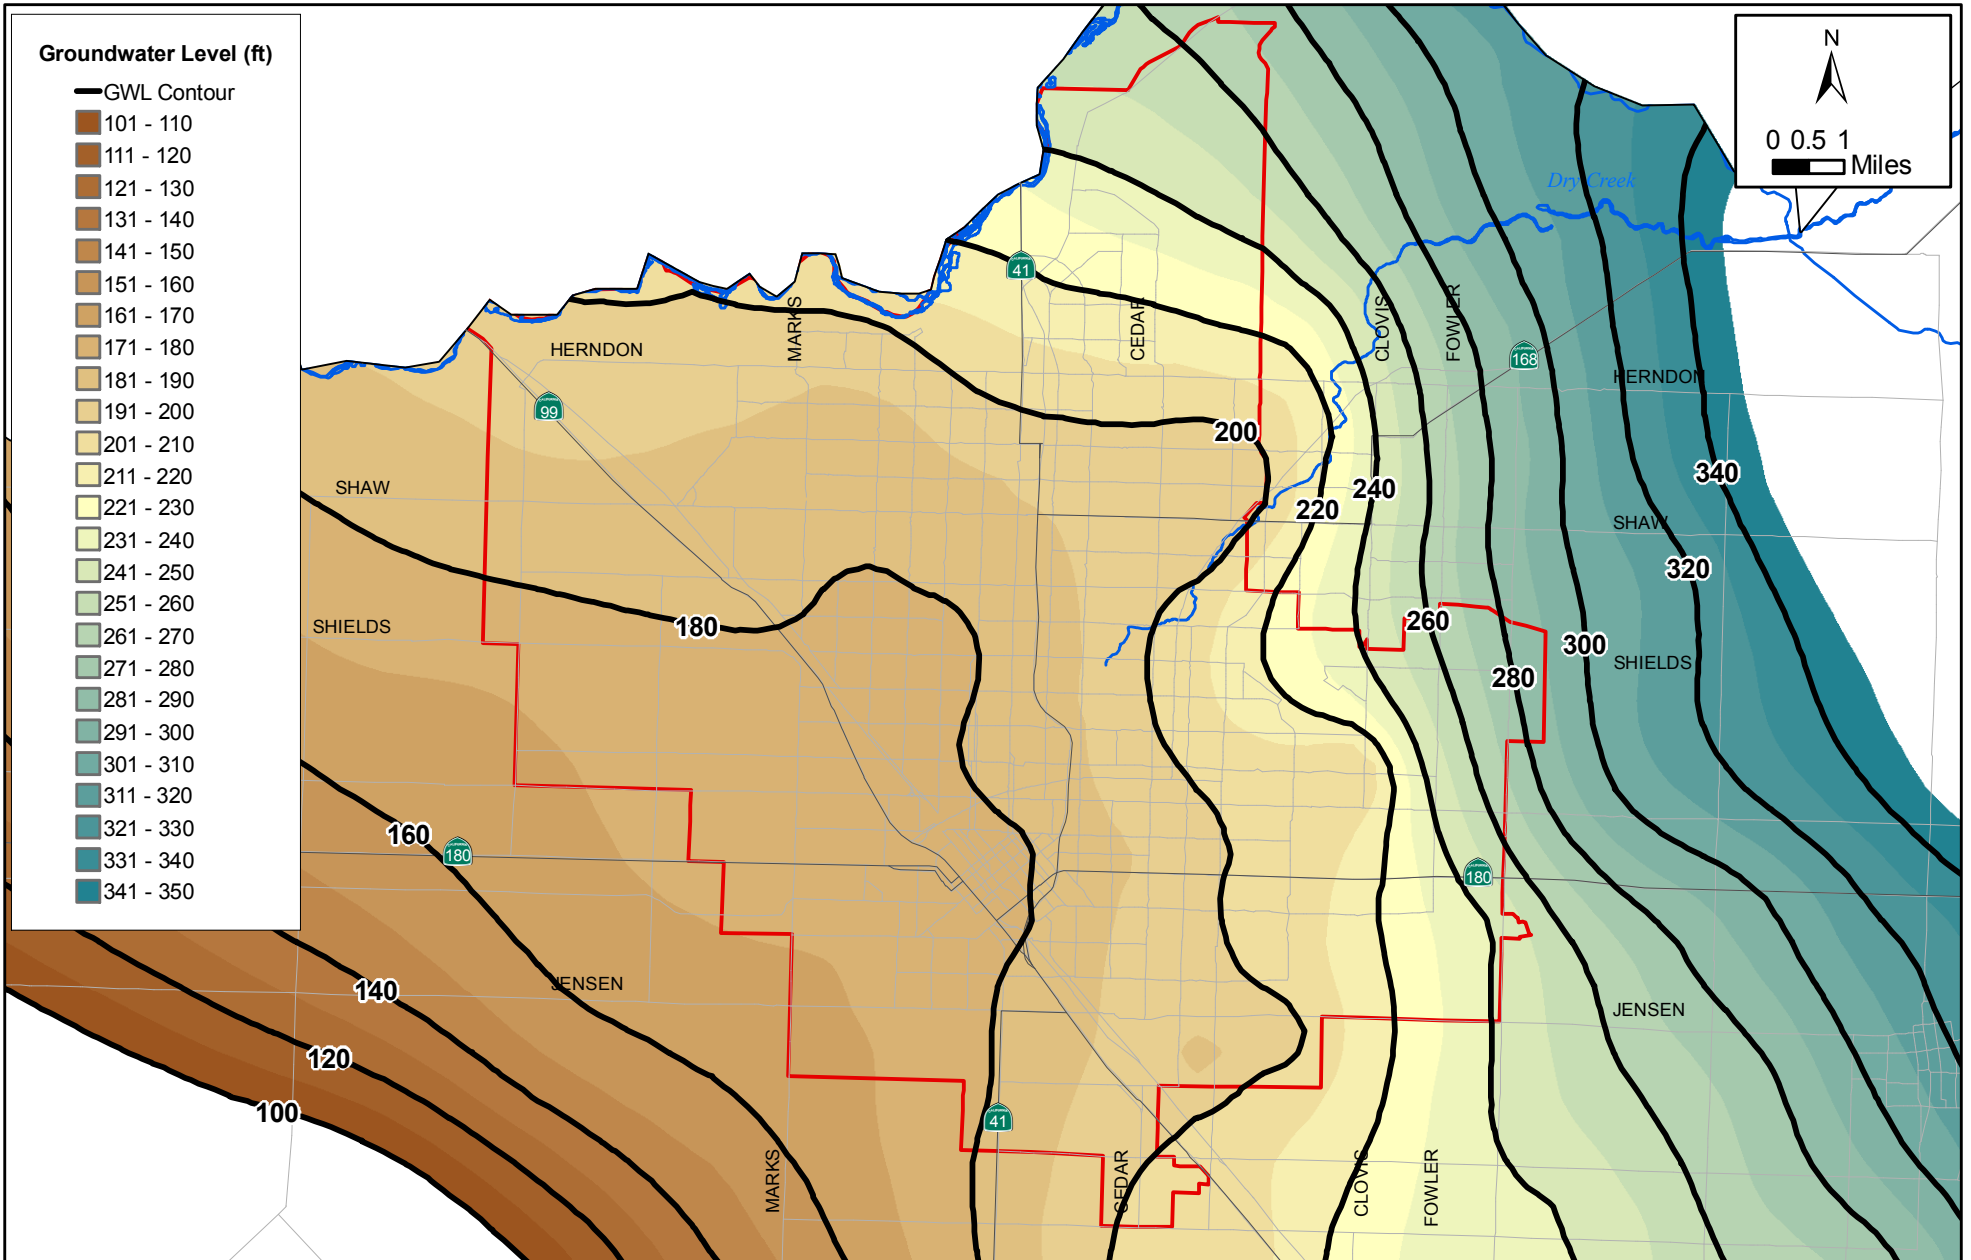 Groundwater Level (ft)
GWL Contour
101 - 110
111 - 120
121 - 130
131 - 140
141 - 150
151 - 160
161 - 170
171 - 180
181 - 190
191 - 200
201 - 210
211 - 220
221 - 230
231 - 240
241 - 250
251 - 260
261 - 270
271 - 280
281 - 290
291 - 300
301 - 310
311 - 320
321 - 330
331 - 340
341 - 350
N
0 0.5 1
Miles
Dry Creek
41
MARKS
CEDAR
CLOVIS
FOWLER
HERNDON
168
HERNDON
99
200
340
SHAW
240
220
SHAW
320
SHIELDS
180
260
300
SHIELDS
280
160
180
180
JENSEN
140
JENSEN
120
100
41
MARKS
CEDAR
CLOVIS
FOWLER